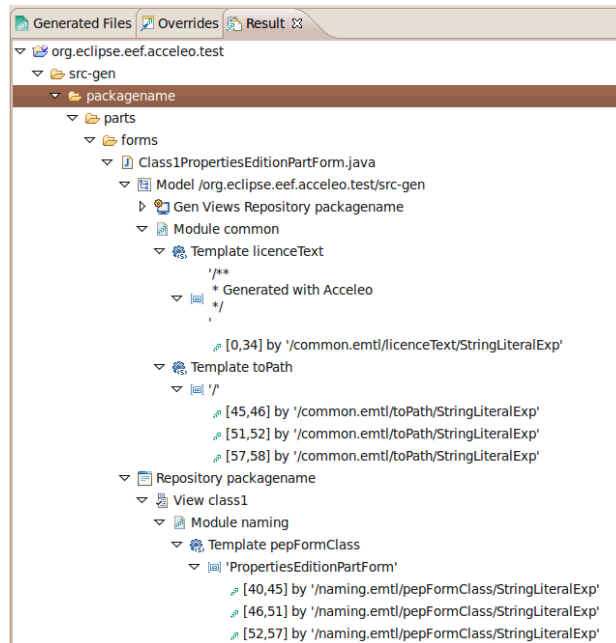 Generated Files Overrides Result
org.eclipse.eef.acceleo.test
src-gen
packagename
parts
forms
Class1PropertiesEditionPartForm.java
Model /org.eclipse.eef.acceleo.test/src-gen
Gen Views Repository packagename
Module common
Template licenceText
'/**
* Generated with Acceleo
*/
'
[0,34] by '/common.emtl/licenceText/StringLiteralExp'
Template toPath
'/'
[45,46] by '/common.emtl/toPath/StringLiteralExp'
[51,52] by '/common.emtl/toPath/StringLiteralExp'
[57,58] by '/common.emtl/toPath/StringLiteralExp'
Repository packagename
View class1
Module naming
Template pepFormClass
'PropertiesEditionPartForm'
[40,45] by '/naming.emtl/pepFormClass/StringLiteralExp'
[46,51] by '/naming.emtl/pepFormClass/StringLiteralExp'
[52,57] by '/naming.emtl/pepFormClass/StringLiteralExp'